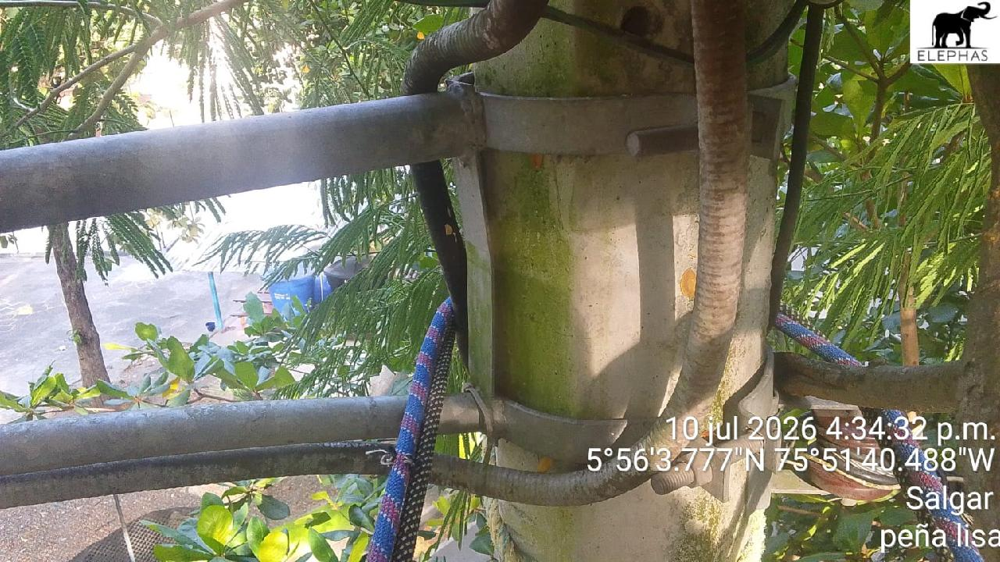 ELEPHAS
10 jul 2026 4:34:32 p.m.
5°56'3.777"N 75°51'40.488"W
Salgar
peña lisa